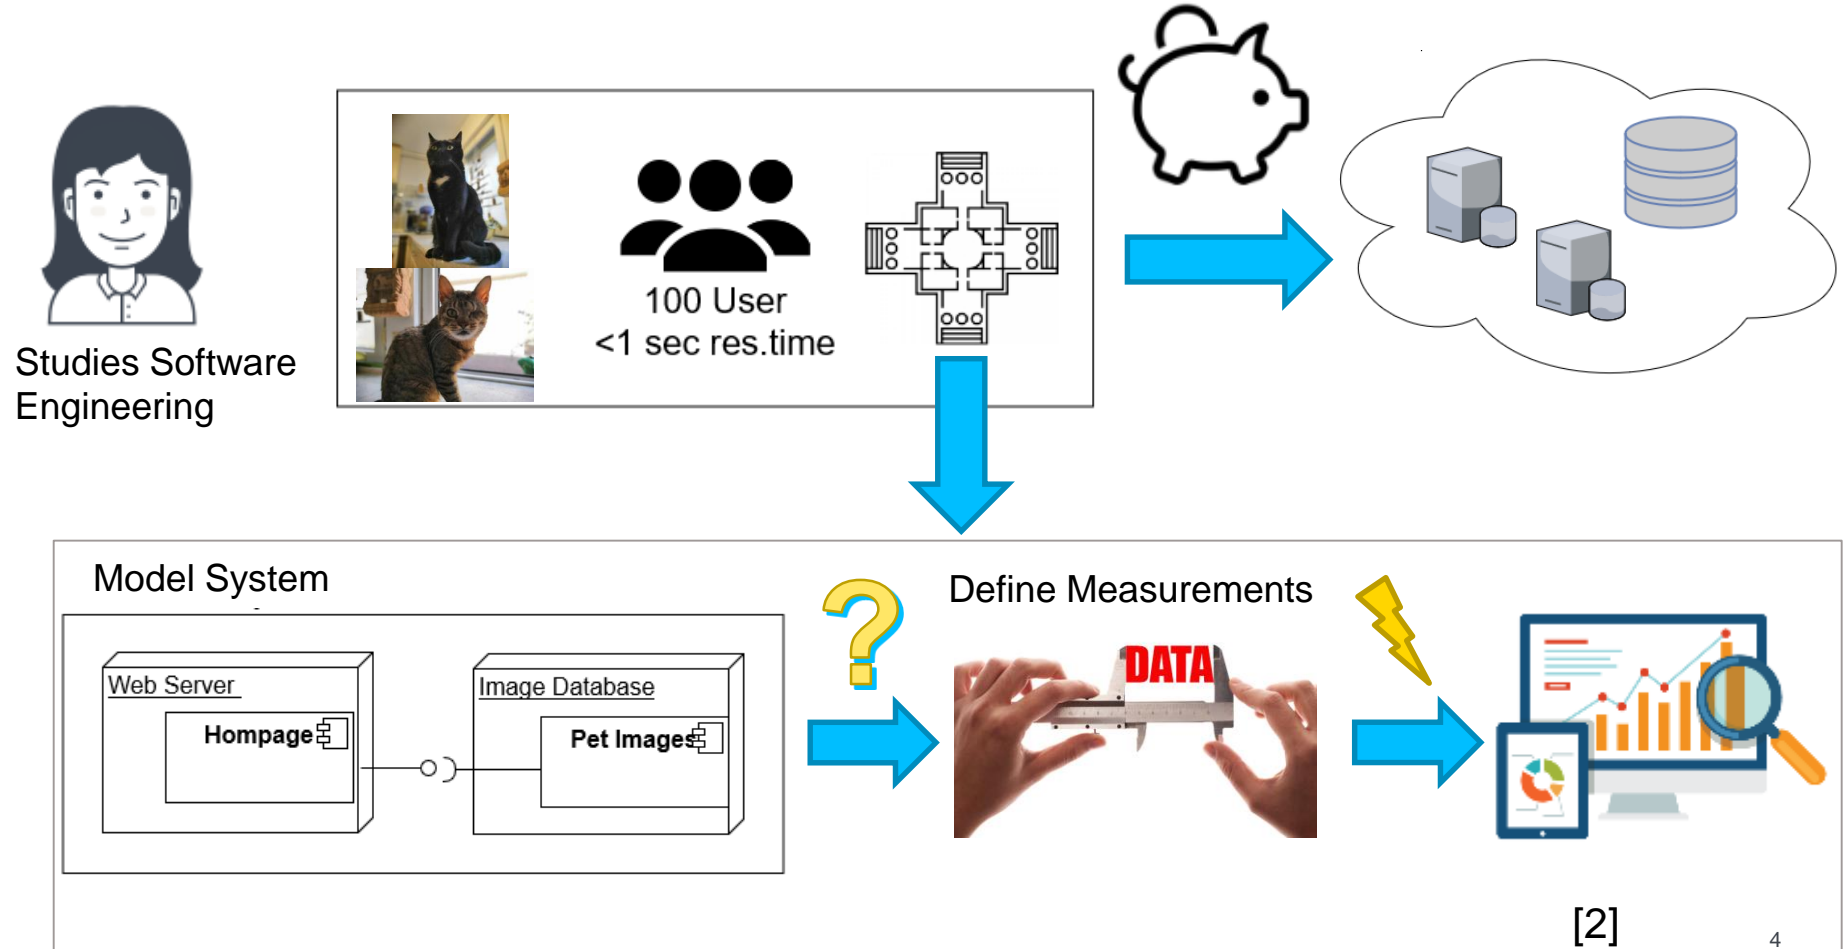 Studies Software
Engineering
100 User
<1 sec res.time
Model System
Define Measurements
Web Server
Hompage
Image Database
Pet Images
DATA
[2]
4